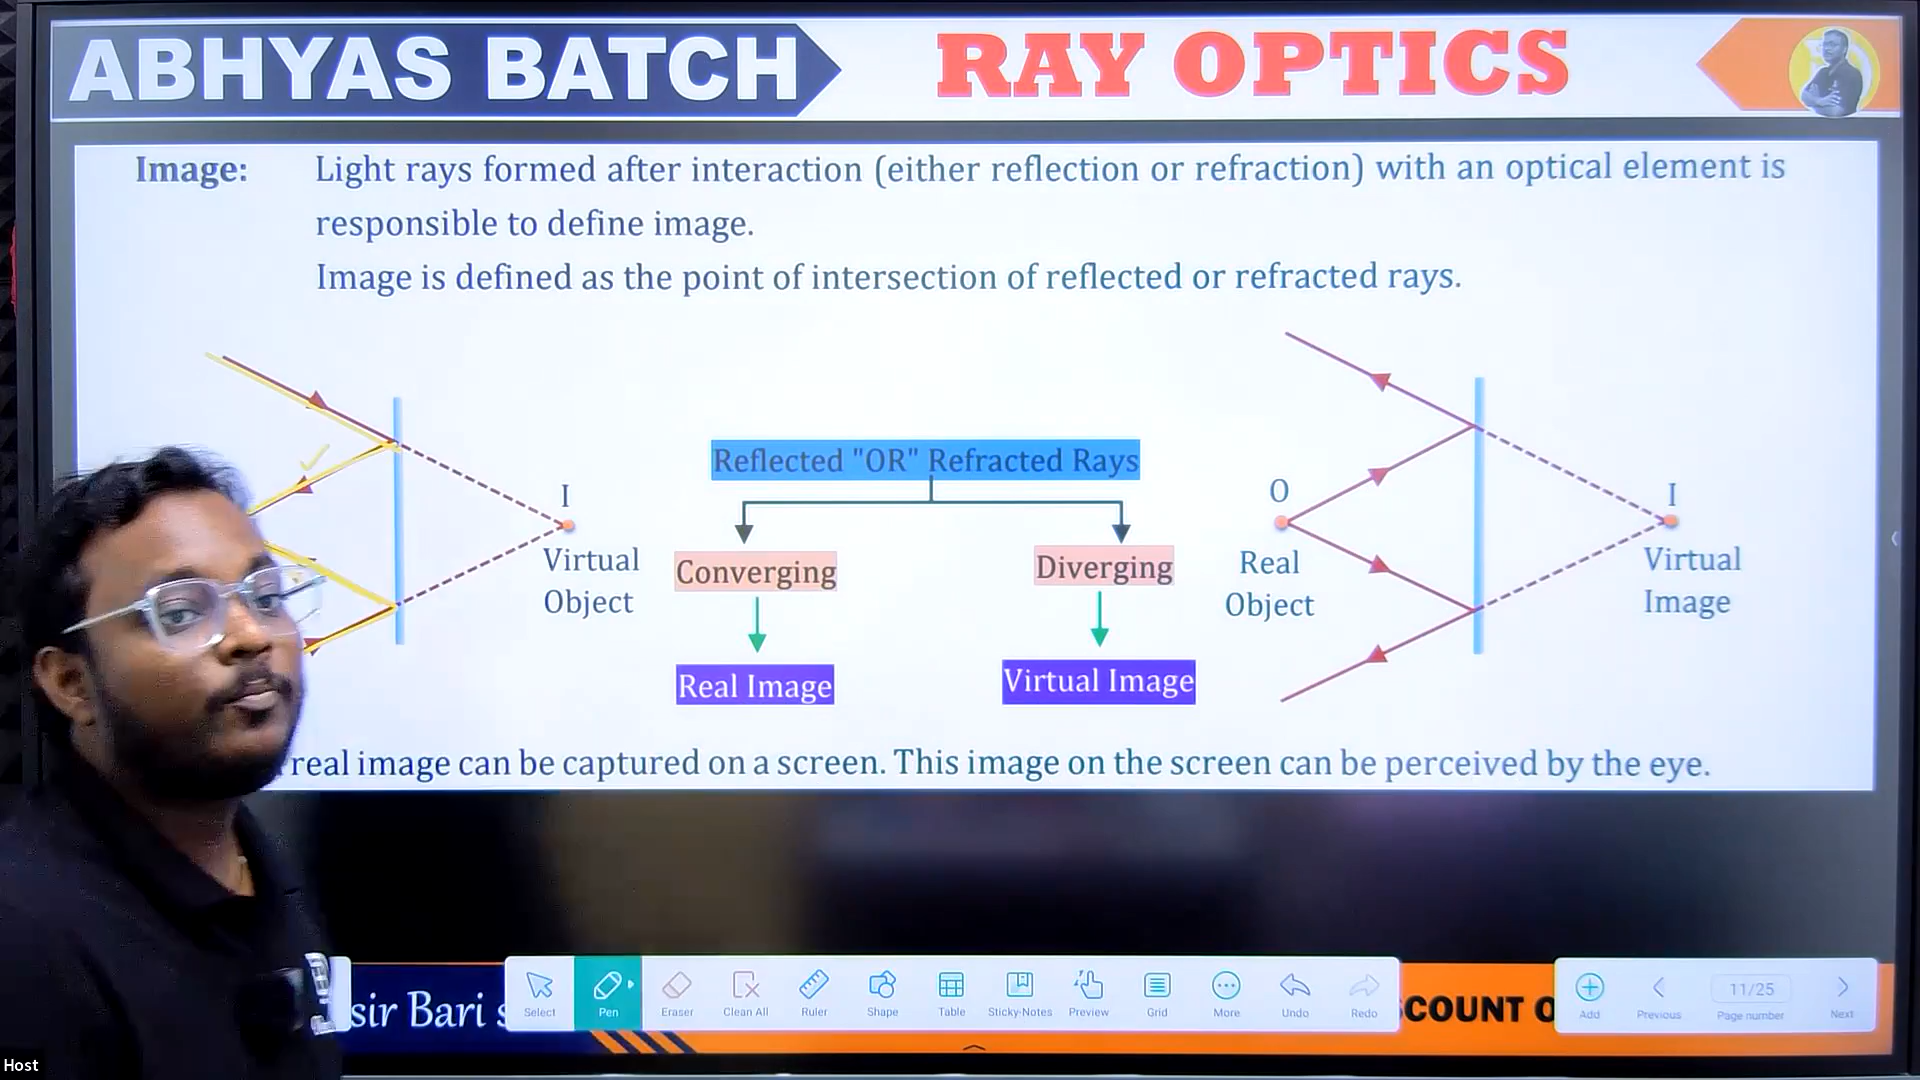 ABHYAS BATCH
RAY OPTICS
Image: Light rays formed after interaction (either reflection or refraction) with an optical element is
responsible to define image.
Image is defined as the point of intersection of reflected or refracted rays.
I
Virtual
Object
Reflected "OR" Refracted Rays
Converging
Diverging
Real Image
Virtual Image
O
Real
Object
I
Virtual
Image
real image can be captured on a screen. This image on the screen can be perceived by the eye.
sir Bari s
COUNT O
Select
Pen
Eraser
Clean All
Ruler
Shape
Table
Sticky-Notes
Preview
Grid
More
Undo
Redo
Add
Previous
11/25
Page number
Next
Host